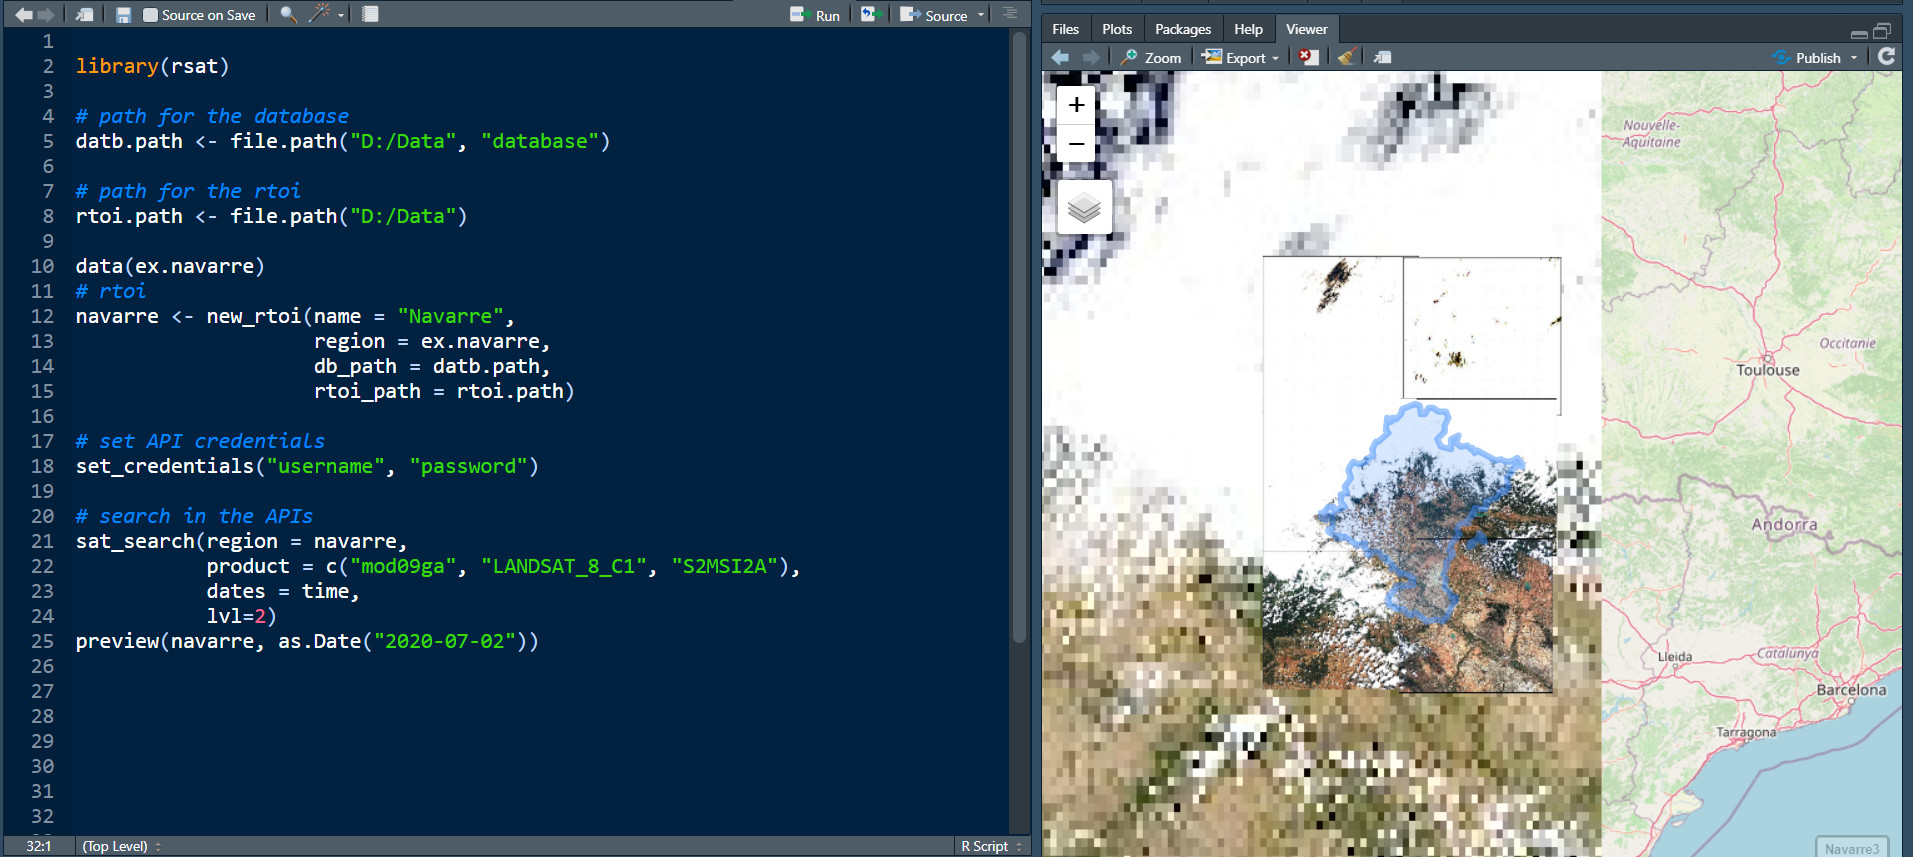 Source on Save
Run
Source
1
2 library(rsat)
3
4 # path for the database
5 datb.path <- file.path("D:/Data", "database")
6
7 # path for the rtoi
8 rtoi.path <- file.path("D:/Data")
9
10 data(ex.navarre)
11 # rtoi
12 navarre <- new_rtoi(name = "Navarre",
13 region = ex.navarre,
14 db_path = datb.path,
15 rtoi_path = rtoi.path)
16
17 # set API credentials
18 set_credentials("username", "password")
19
20 # search in the APIs
21 sat_search(region = navarre,
22 product = c("mod09ga", "LANDSAT_8_C1", "S2MSI2A"),
23 dates = time,
24 lvl=2)
25 preview(navarre, as.Date("2020-07-02"))
26
27
28
29
30
31
32
32:1 (Top Level) R Script
Files Plots Packages Help Viewer
Zoom Export Publish
+
−
Nouvelle-
Aquitaine
Occitanie
Toulouse
Andorra
Lleida
Catalunya
Barcelona
Tarragona
Navarre3